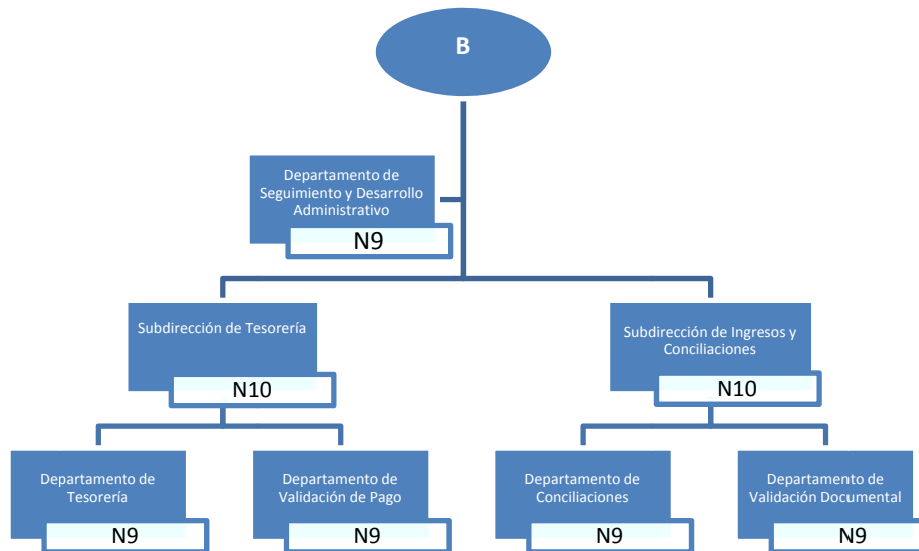 B
Departamento de
Seguimiento y Desarrollo
Administrativo
N9
Subdirección de Tesorería
N10
Subdirección de Ingresos y
Conciliaciones
N10
Departamento de
Tesorería
N9
Departamento de
Validación de Pago
N9
Departamento de
Conciliaciones
N9
Departamento de
Validación Documental
N9